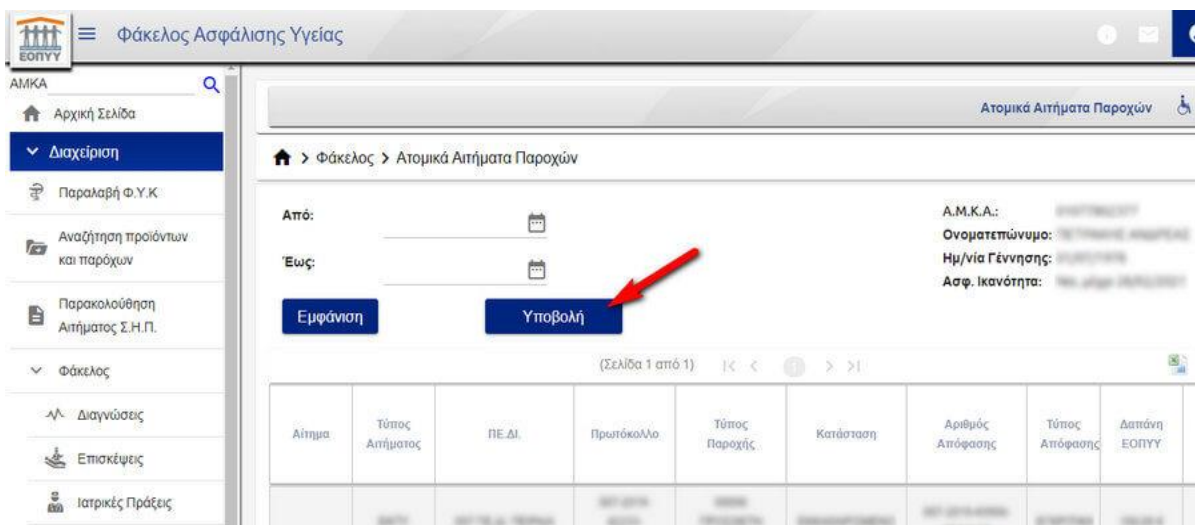 ΕΟΠΥΥ
Φάκελος Ασφάλισης Υγείας
ΑΜΚΑ
Αρχική Σελίδα
Διαχείριση
Παραλαβή Φ.Υ.Κ
Αναζήτηση προϊόντων
και παρόχων
Παρακολούθηση
Αιτήματος Σ.Η.Π.
Φάκελος
Διαγνώσεις
Επισκέψεις
Ιατρικές Πράξεις
Ατομικά Αιτήματα Παροχών
> Φάκελος > Ατομικά Αιτήματα Παροχών
Από:
Έως:
Εμφάνιση Υποβολή
Α.Μ.Κ.Α.:
Ονοματεπώνυμο:
Ημ/νία Γέννησης:
Ασφ. Ικανότητα:
(Σελίδα 1 από 1)
Αίτημα
Τύπος
Αιτήματος
ΠΕ.ΔΙ.
Πρωτόκολλο
Τύπος
Παροχής
Κατάσταση
Αριθμός
Απόφασης
Τύπος
Απόφασης
Δαπάνη
ΕΟΠΥΥ